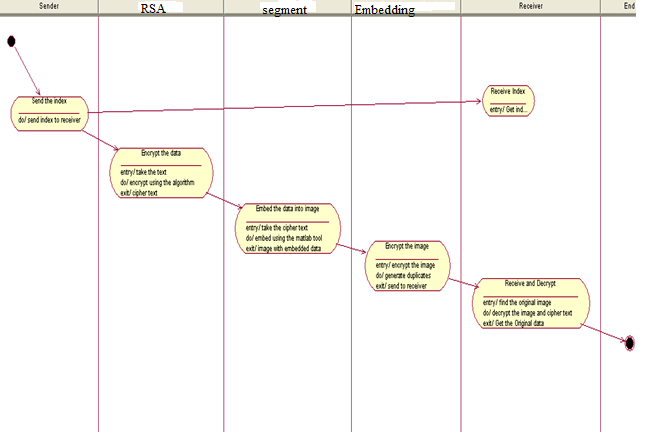 Sender
RSA
segment
Embedding
Receiver
End
Send the index
do/ send index to receiver
Receive Index
entry/ Get ind...
Encrypt the data
entry/ take the text
do/ encrypt using the algorithm
exit/ cipher text
Embed the data into image
entry/ take the cipher text
do/ embed using the matlab tool
exit/ image with embedded data
Encrypt the image
entry/ encrypt the image
do/ generate duplicates
exit/ send to receiver
Receive and Decrypt
entry/ find the original image
do/ decrypt the image and cipher text
exit/ Get the Original data